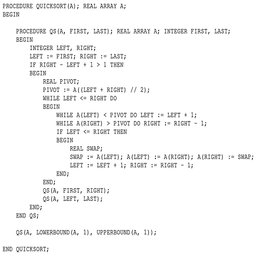 PROCEDURE QUICKSORT(A); REAL ARRAY A;
BEGIN
PROCEDURE QS(A, FIRST, LAST); REAL ARRAY A; INTEGER FIRST, LAST;
BEGIN
INTEGER LEFT, RIGHT;
LEFT := FIRST; RIGHT := LAST;
IF RIGHT - LEFT + 1 > 1 THEN
BEGIN
REAL PIVOT;
PIVOT := A((LEFT + RIGHT) // 2);
WHILE LEFT <= RIGHT DO
BEGIN
WHILE A(LEFT) < PIVOT DO LEFT := LEFT + 1;
WHILE A(RIGHT) > PIVOT DO RIGHT := RIGHT - 1;
IF LEFT <= RIGHT THEN
BEGIN
REAL SWAP;
SWAP := A(LEFT); A(LEFT) := A(RIGHT); A(RIGHT) := SWAP;
LEFT := LEFT + 1; RIGHT := RIGHT - 1;
END;
END;
QS(A, FIRST, RIGHT);
QS(A, LEFT, LAST);
END;
END QS;
QS(A, LOWERBOUND(A, 1), UPPERBOUND(A, 1));
END QUICKSORT;